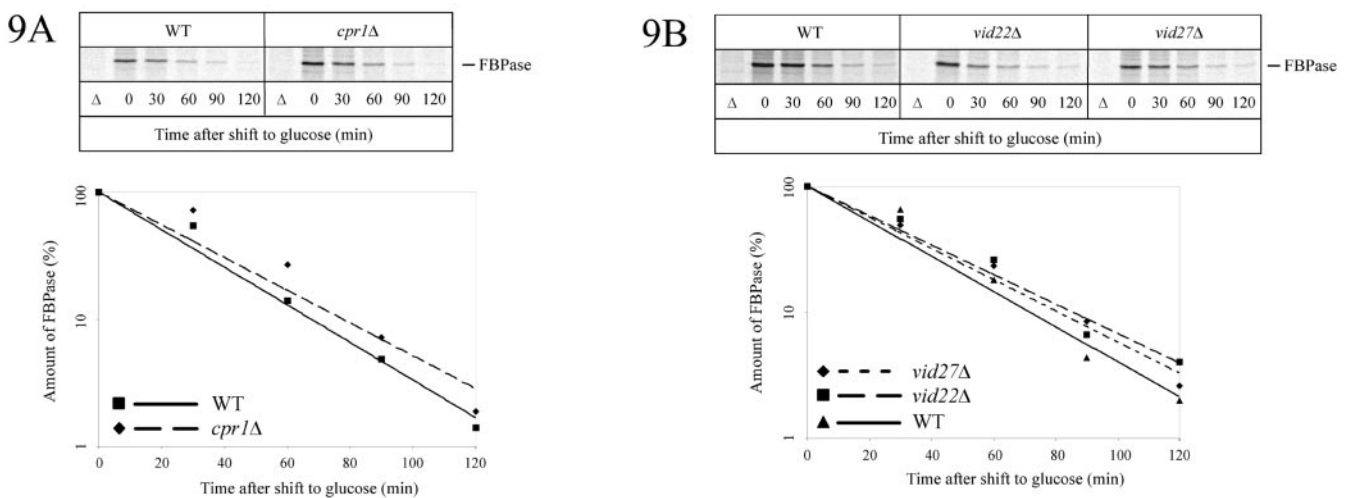 9A
WT cpr1Δ
– FBPase
Δ 0 30 60 90 120 Δ 0 30 60 90 120
Time after shift to glucose (min)
Amount of FBPase (%)
100
10
1
WT
cpr1Δ
0 20 40 60 80 100 120
Time after shift to glucose (min)
9B
WT vid22Δ vid27Δ
– FBPase
Δ 0 30 60 90 120 Δ 0 30 60 90 120 Δ 0 30 60 90 120
Time after shift to glucose (min)
Amount of FBPase (%)
100
10
1
vid27Δ
vid22Δ
WT
0 20 40 60 80 100 120
Time after shift to glucose (min)